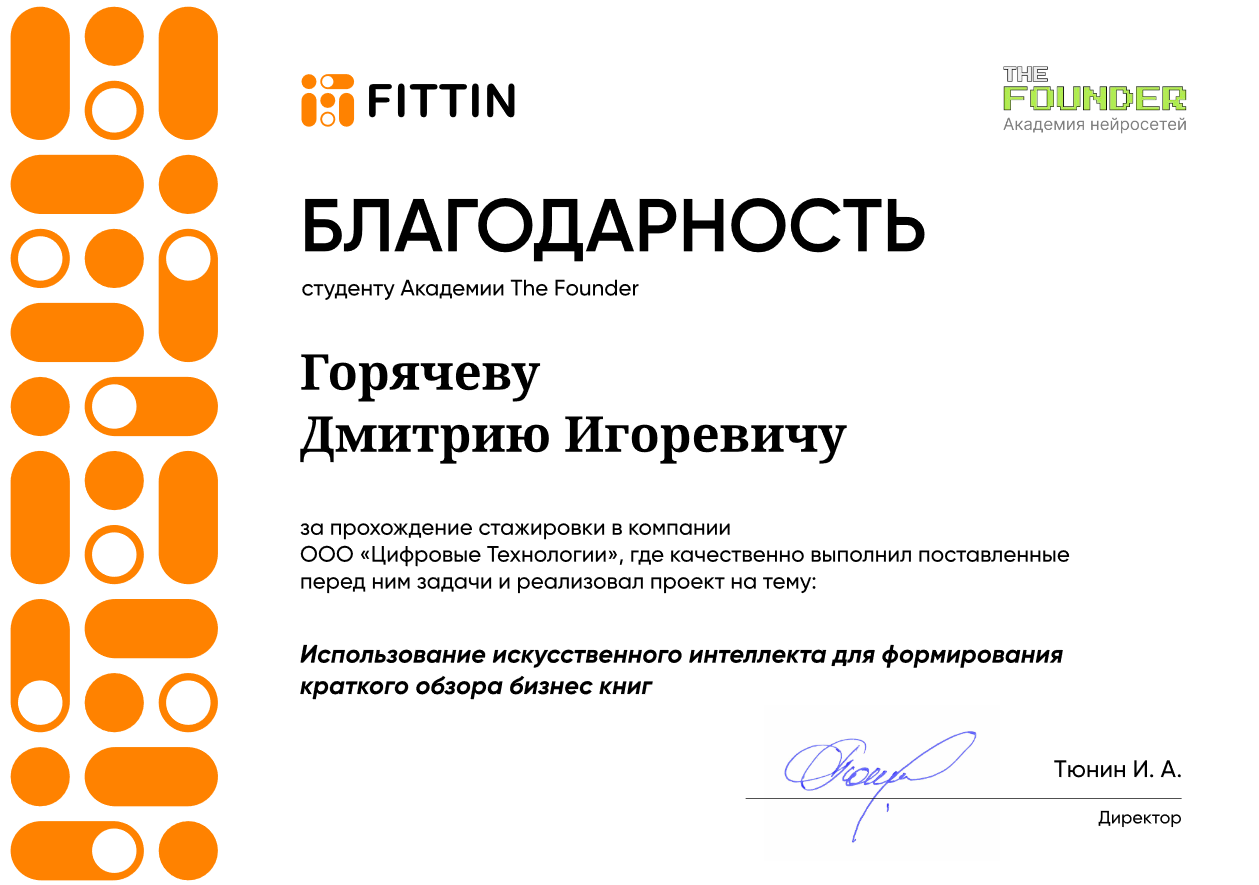 FITTIN
THE
FOUNDER
Академия нейросетей
БЛАГОДАРНОСТЬ
студенту Академии The Founder
Горячеву
Дмитрию Игоревичу
за прохождение стажировки в компании
ООО «Цифровые Технологии», где качественно выполнил поставленные
перед ним задачи и реализовал проект на тему:
Использование искусственного интеллекта для формирования
краткого обзора бизнес книг
Тюнин И. А.
Директор